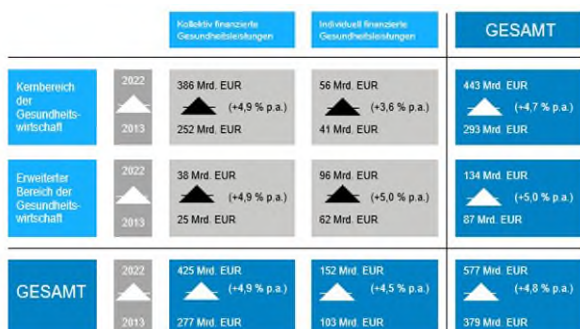 Kollektiv finanzierte
Gesundheitsleistungen
Individuell finanzierte
Gesundheitsleistungen
GESAMT
Kernbereich
der
Gesundheits-
wirtschaft
2022
2013
386 Mrd. EUR
(+4,9 % p.a.)
252 Mrd. EUR
56 Mrd. EUR
(+3,6 % p.a.)
41 Mrd. EUR
443 Mrd. EUR
(+4,7 % p.a.)
293 Mrd. EUR
Erweiterter
Bereich der
Gesundheits-
wirtschaft
2022
2013
38 Mrd. EUR
(+4,9 % p.a.)
25 Mrd. EUR
96 Mrd. EUR
(+5,0 % p.a.)
62 Mrd. EUR
134 Mrd. EUR
(+5,0 % p.a.)
87 Mrd. EUR
GESAMT
2022
2013
425 Mrd. EUR
(+4,9 % p.a.)
277 Mrd. EUR
152 Mrd. EUR
(+4,5 % p.a.)
103 Mrd. EUR
577 Mrd. EUR
(+4,8 % p.a.)
379 Mrd. EUR